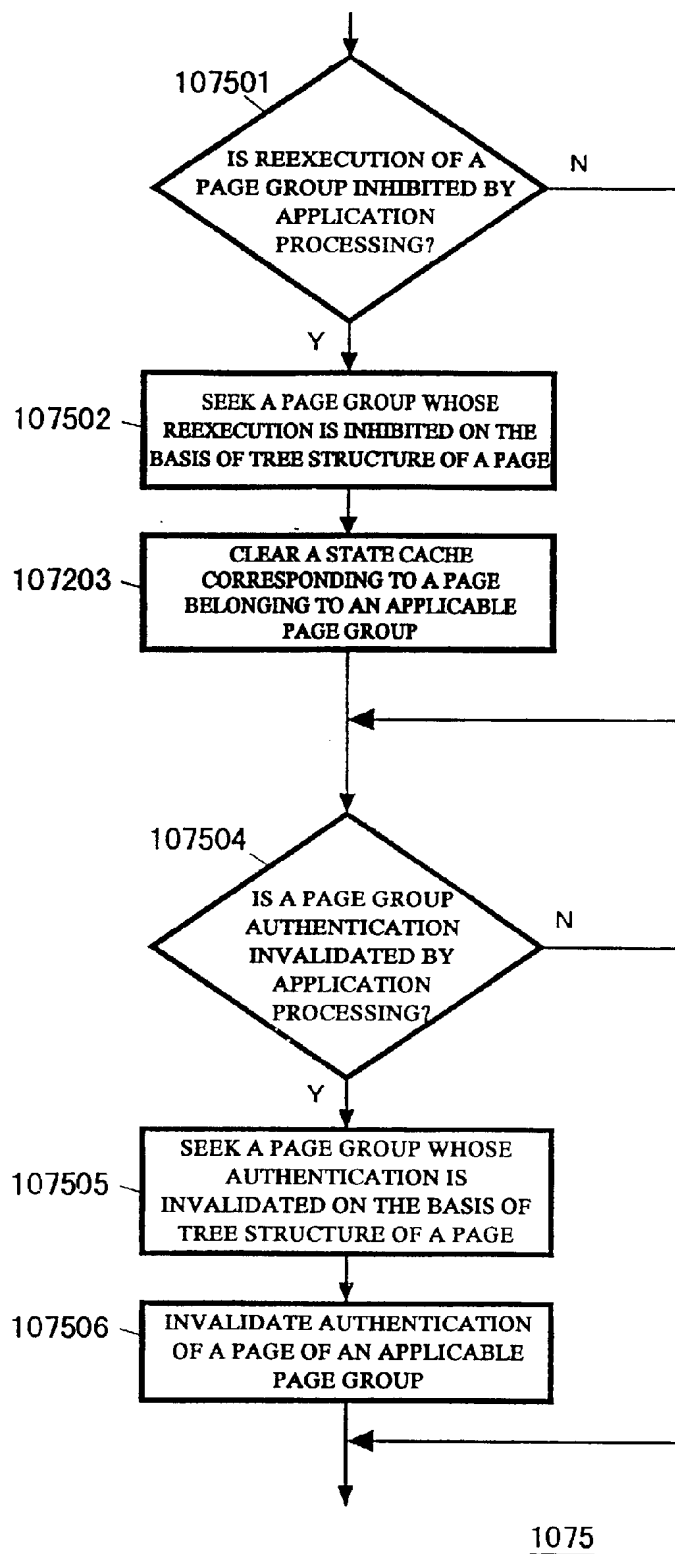 107501
IS REEXECUTION OF A
PAGE GROUP INHIBITED BY
APPLICATION
PROCESSING?
N
Y
107502
SEEK A PAGE GROUP WHOSE
REEXECUTION IS INHIBITED ON THE
BASIS OF TREE STRUCTURE OF A PAGE
107203
CLEAR A STATE CACHE
CORRESPONDING TO A PAGE
BELONGING TO AN APPLICABLE
PAGE GROUP
107504
IS A PAGE GROUP
AUTHENTICATION
INVALIDATED BY
APPLICATION
PROCESSING?
N
Y
107505
SEEK A PAGE GROUP WHOSE
AUTHENTICATION IS
INVALIDATED ON THE BASIS OF
TREE STRUCTURE OF A PAGE
107506
INVALIDATE AUTHENTICATION
OF A PAGE OF AN APPLICABLE
PAGE GROUP
1075